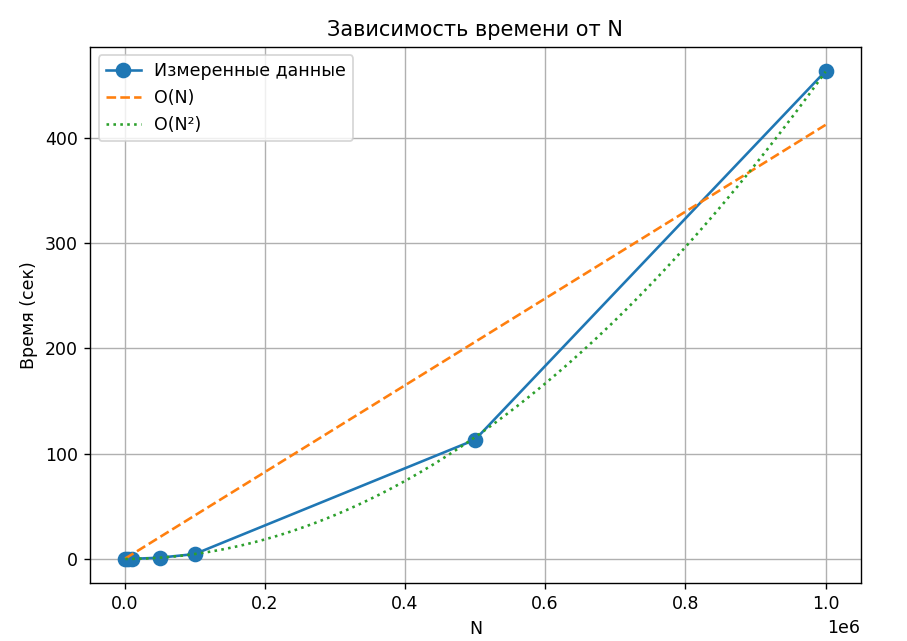 Зависимость времени от N
Измеренные данные
O(N)
O(N²)
Время (сек)
400
300
200
100
0
0.0 0.2 0.4 0.6 0.8 1.0
1e6
N